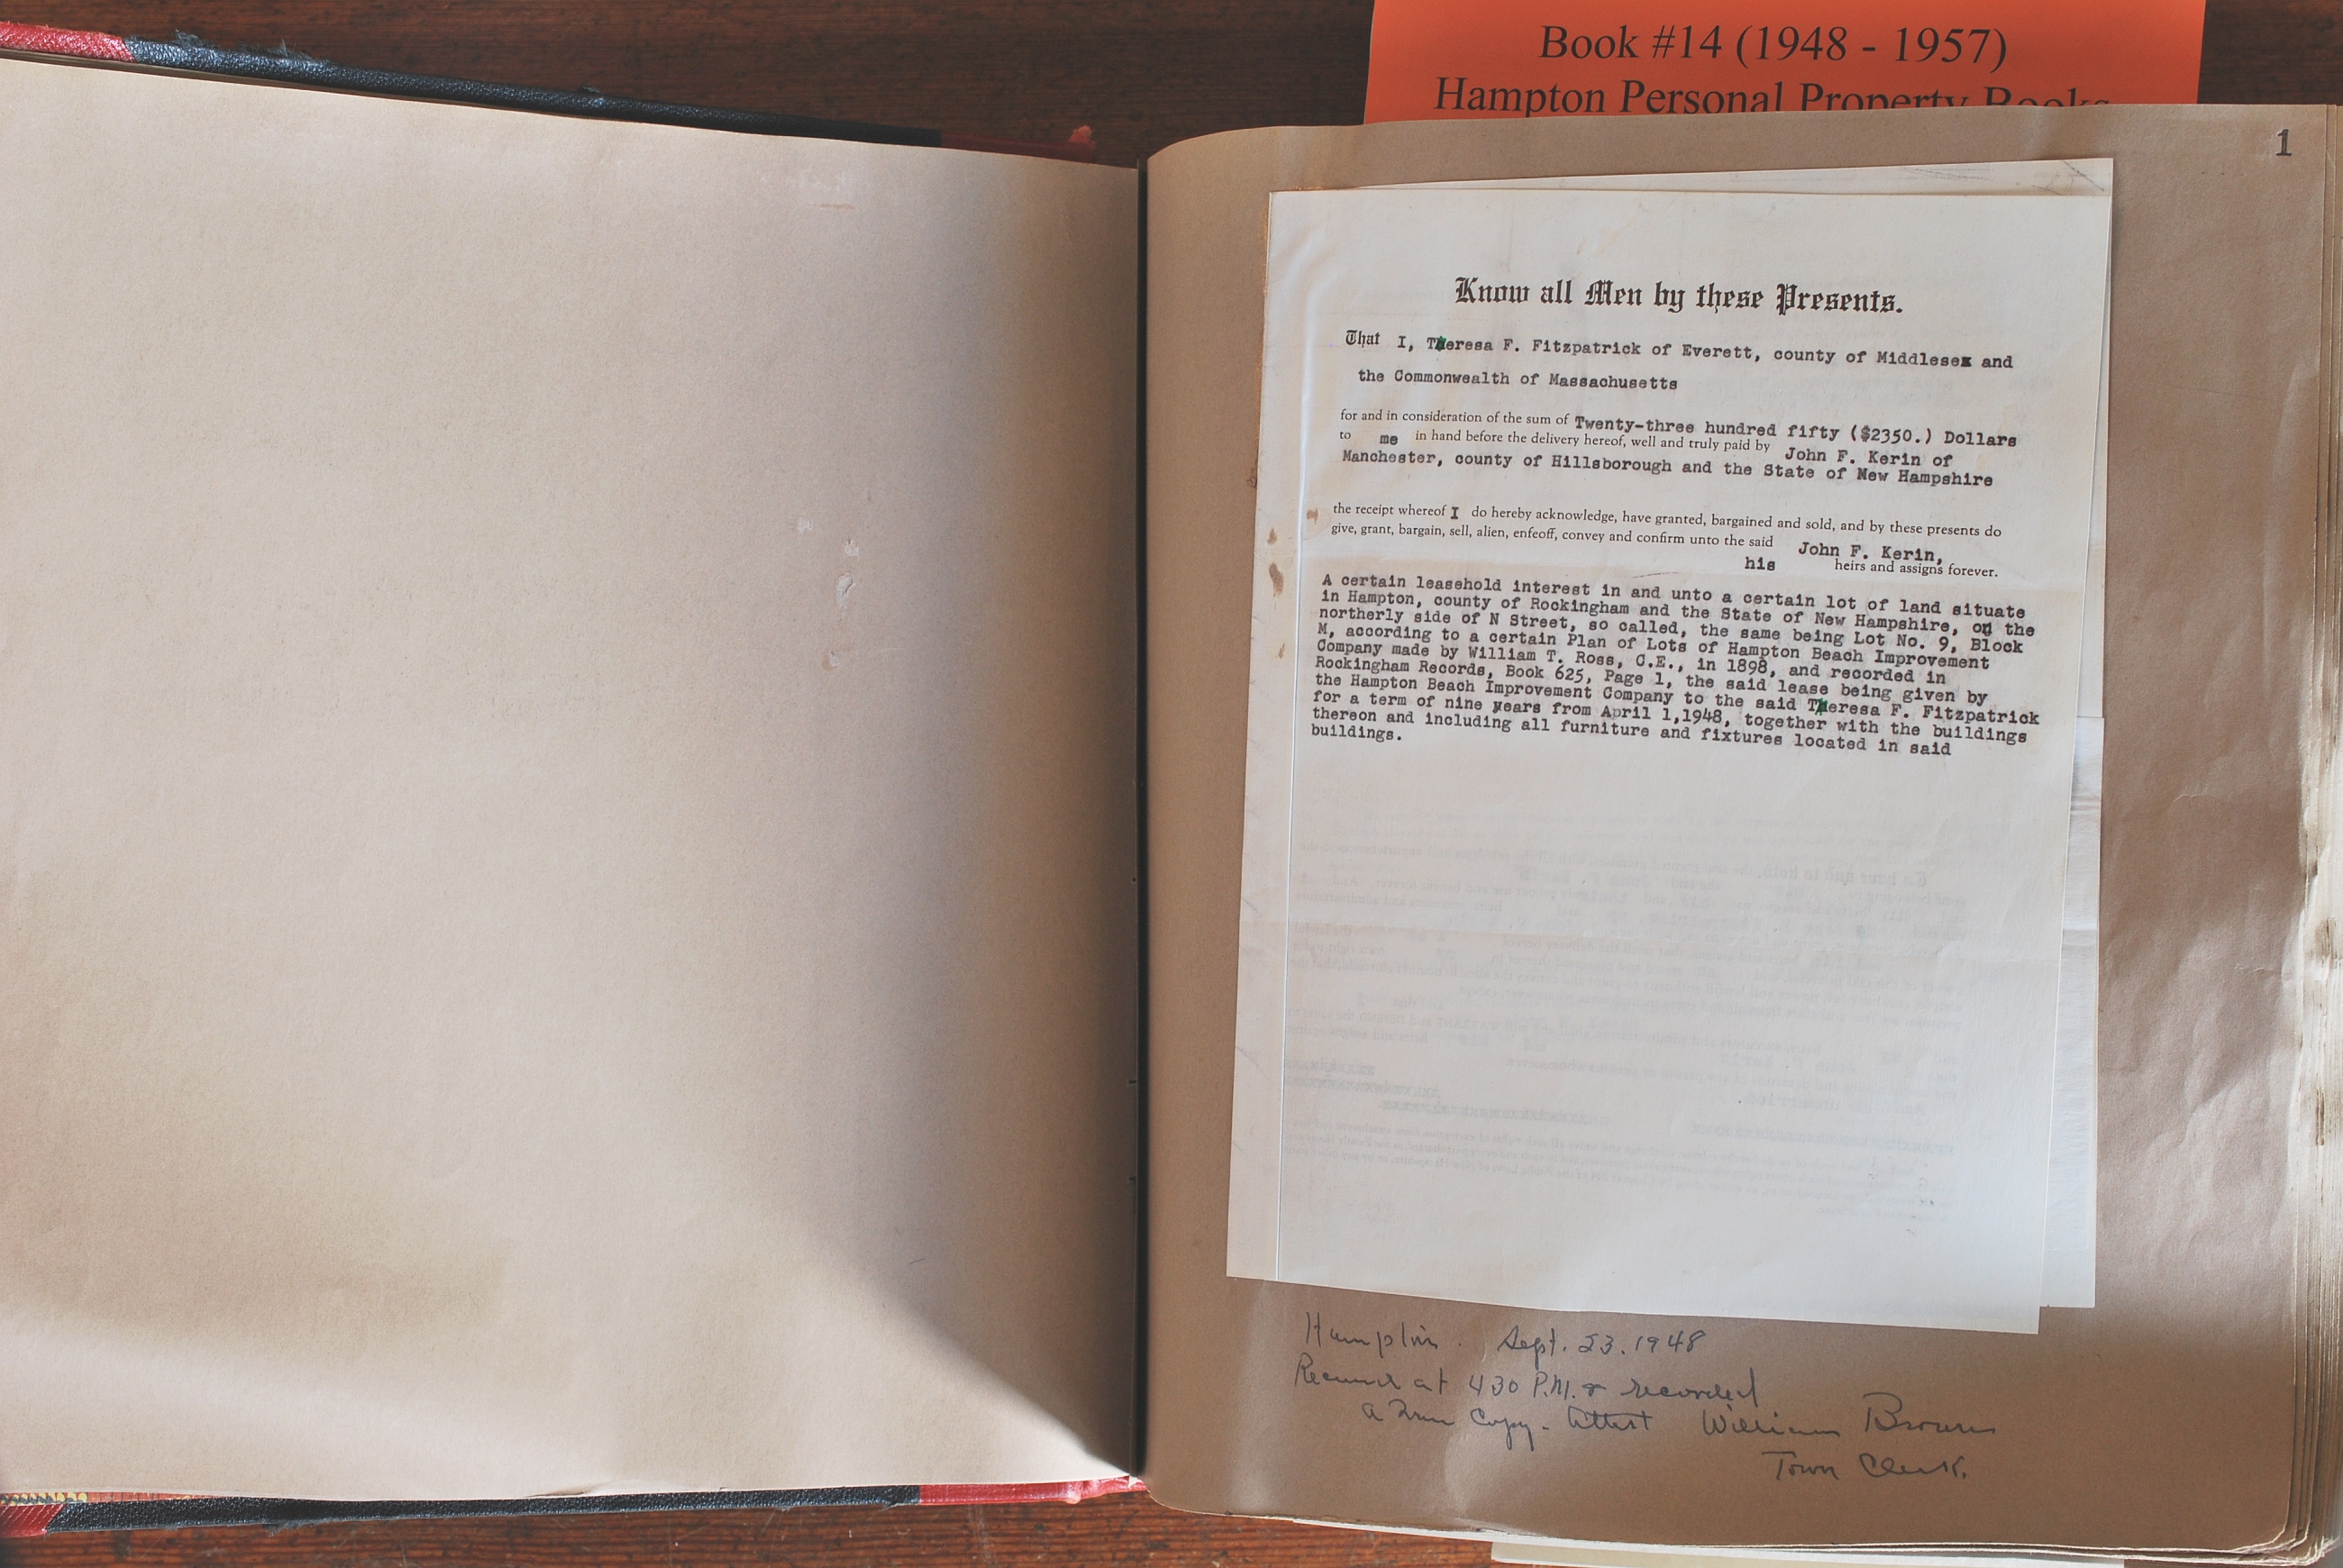 Book #14 (1948 - 1957)
Hampton Personal Property Books
1
Know all Men by these Presents.
That I, Theresa F. Fitzpatrick of Everett, county of Middlesex and
the Commonwealth of Massachusetts
for and in consideration of the sum of Twenty-three hundred fifty ($2350.) Dollars
to me in hand before the delivery hereof, well and truly paid by John F. Kerin of
Manchester, county of Hillsborough and the State of New Hampshire
the receipt whereof I do hereby acknowledge, have granted, bargained and sold, and by these presents do
give, grant, bargain, sell, alien, enfeoff, convey and confirm unto the said John F. Kerin,
his heirs and assigns forever.
A certain leasehold interest in and unto a certain lot of land situate
in Hampton, county of Rockingham and the State of New Hampshire, on the
northerly side of N Street, so called, the same being Lot No. 9, Block
M, according to a certain Plan of Lots of Hampton Beach Improvement
Company made by William T. Ross, C.E., in 1898, and recorded in
Rockingham Records, Book 625, Page 1, the said lease being given by
the Hampton Beach Improvement Company to the said Theresa F. Fitzpatrick
for a term of nine years from April 1,1948, together with the buildings
thereon and including all furniture and fixtures located in said
buildings.
Hampton. Sept. 23. 1948
Received at 430 P.M. & recorded
a True Copy - Attest William Brown
Town Clerk.